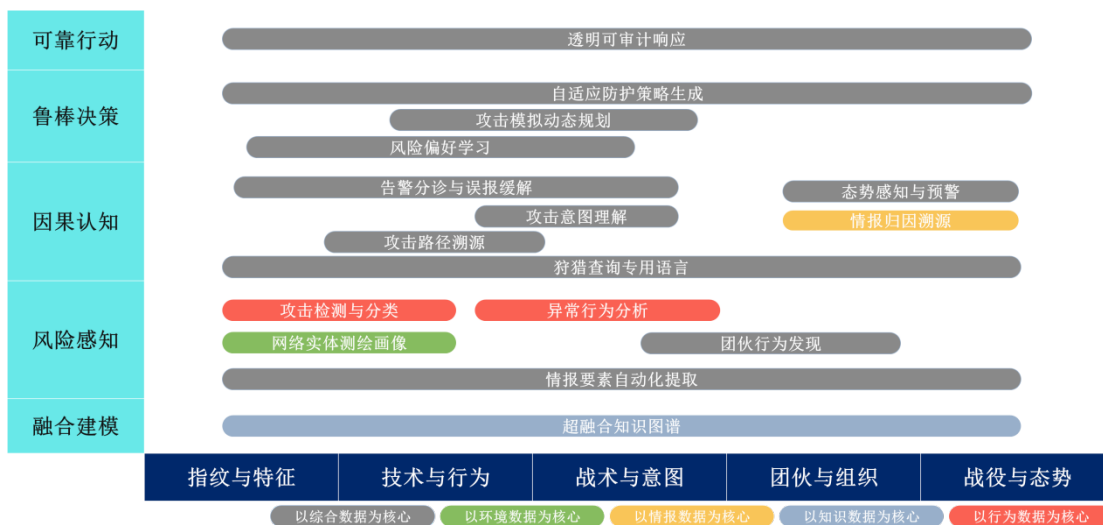 可靠行动
透明可审计响应
鲁棒决策
自适应防护策略生成
攻击模拟动态规划
风险偏好学习
因果认知
告警分诊与误报缓解
态势感知与预警
攻击意图理解
情报归因溯源
攻击路径溯源
狩猎查询专用语言
风险感知
攻击检测与分类
异常行为分析
网络实体测绘画像
团伙行为发现
情报要素自动化提取
融合建模
超融合知识图谱
指纹与特征
技术与行为
战术与意图
团伙与组织
战役与态势
以综合数据为核心
以环境数据为核心
以情报数据为核心
以知识数据为核心
以行为数据为核心